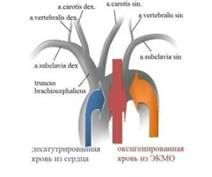 a.carotis sin.
a.carotis dex.
a.vertebralis sin
a.vertebralis dex.
a.subclavia dex.
a.subclavia sin
truncus
brachiocephalicus
десатурированная
кровь из сердца
оксигенированная
кровь из ЭКМО